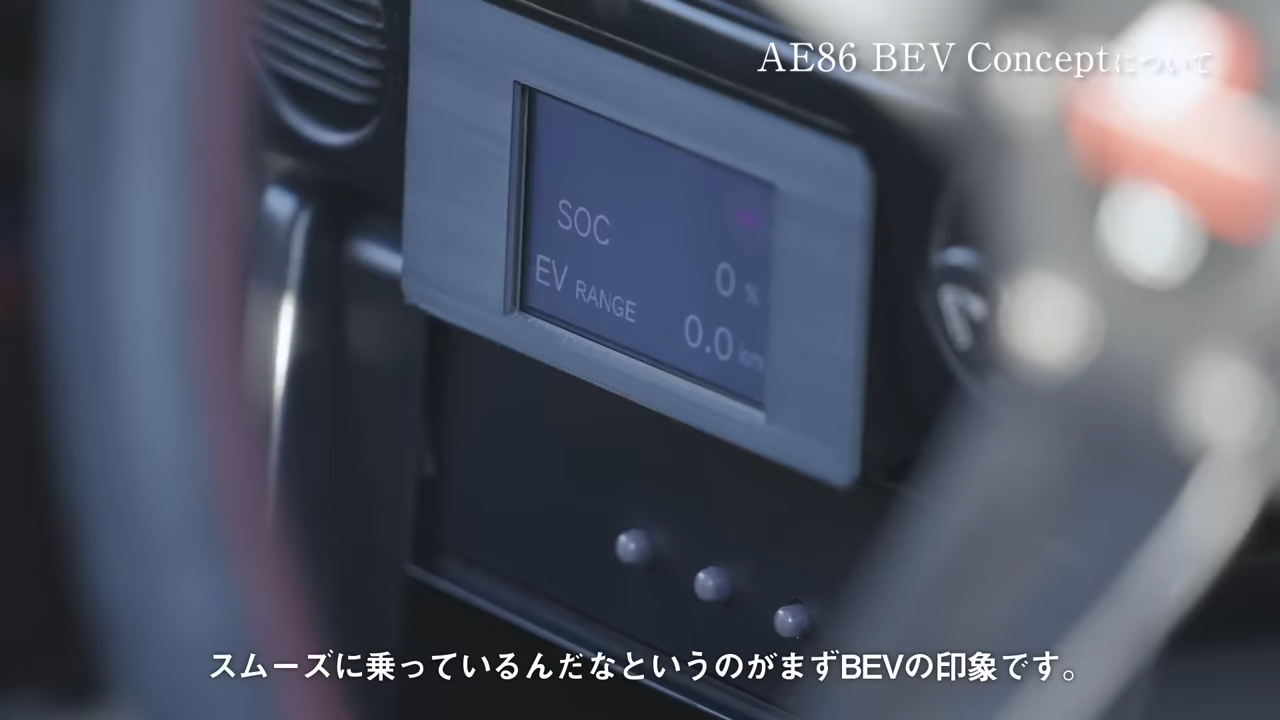 AE86 BEV Conceptについて
SOC
0 %
EV RANGE
0.0 km
スムーズに乗っているんだなというのがまずBEVの印象です。